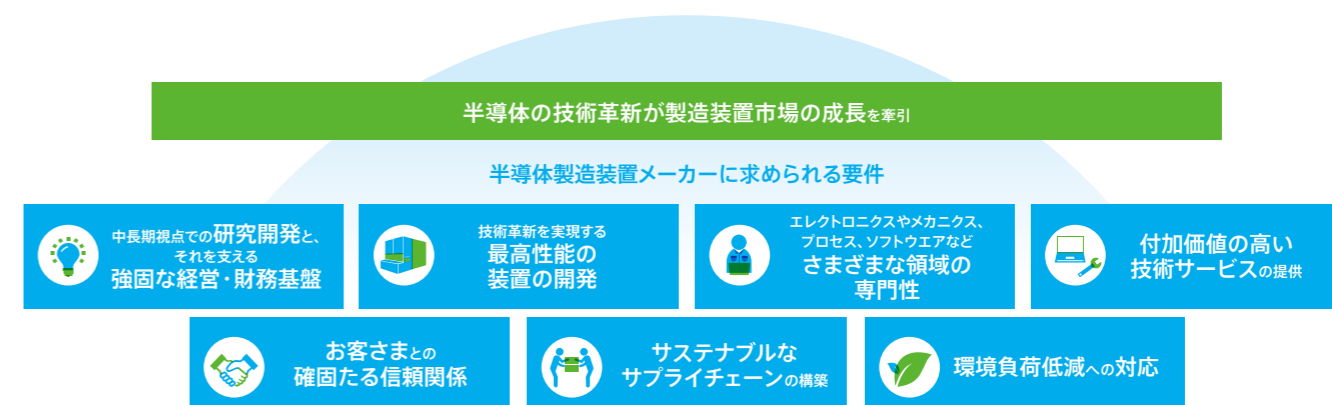 半導体の技術革新が製造装置市場の成長を牽引
半導体製造装置メーカーに求められる要件
中長期視点での研究開発と、
それを支える
強固な経営・財務基盤
技術革新を実現する
最高性能の
装置の開発
エレクトロニクスやメカニクス、
プロセス、ソフトウエアなど
さまざまな領域の
専門性
付加価値の高い
技術サービスの提供
お客さまとの
確固たる信頼関係
サステナブルな
サプライチェーンの構築
環境負荷低減への対応